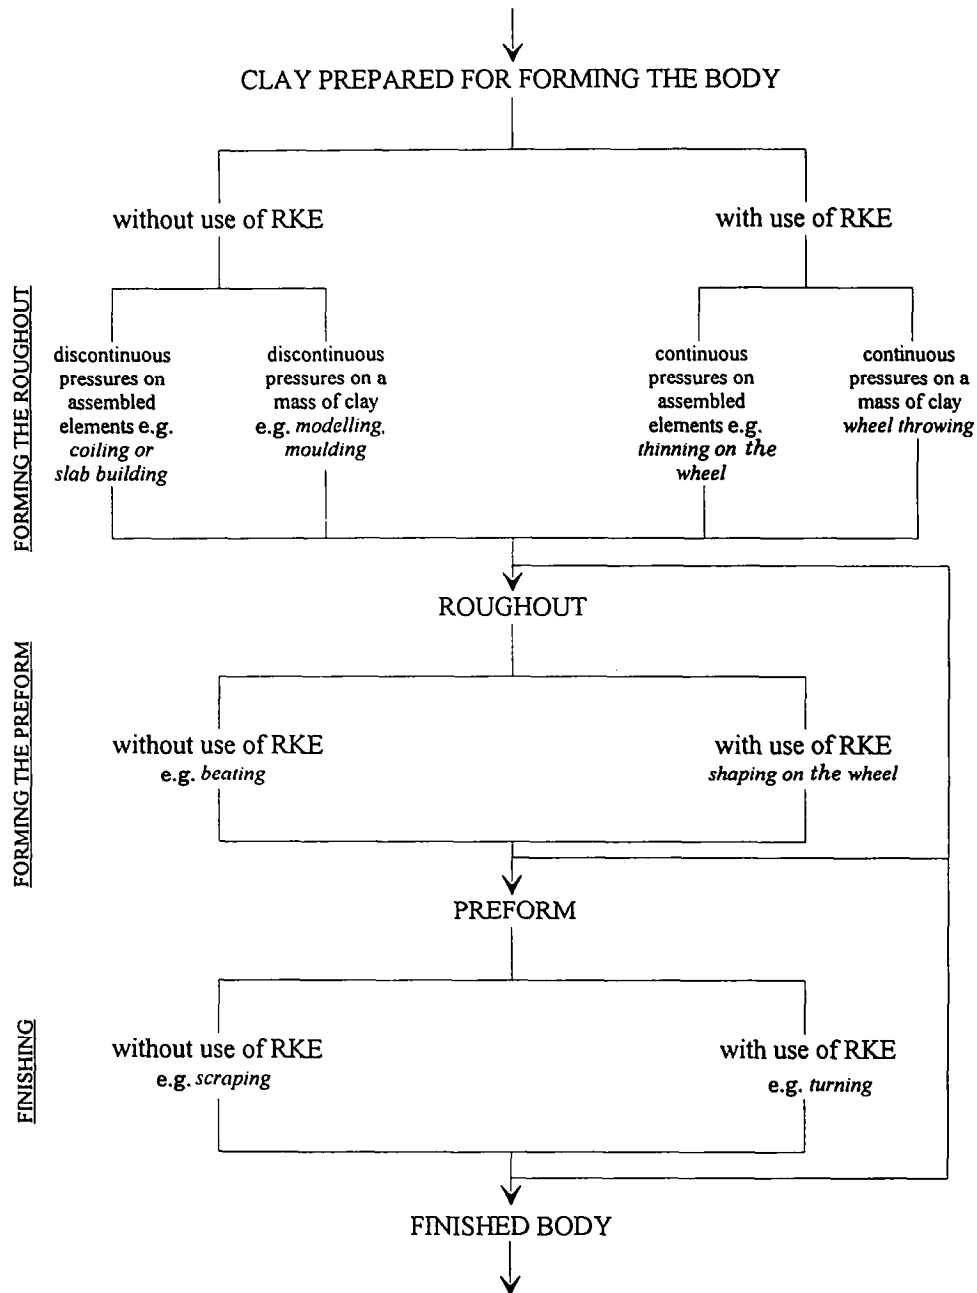 CLAY PREPARED FOR FORMING THE BODY
without use of RKE
with use of RKE
FORMING THE ROUGHOUT
discontinuous
pressures on
assembled
elements e.g.
coiling or
slab building
discontinuous
pressures on a
mass of clay
e.g. modelling,
moulding
continuous
pressures on
assembled
elements e.g.
thinning on the
wheel
continuous
pressures on a
mass of clay
wheel throwing
ROUGHOUT
FORMING THE PREFORM
without use of RKE
e.g. beating
with use of RKE
shaping on the wheel
PREFORM
FINISHING
without use of RKE
e.g. scraping
with use of RKE
e.g. turning
FINISHED BODY